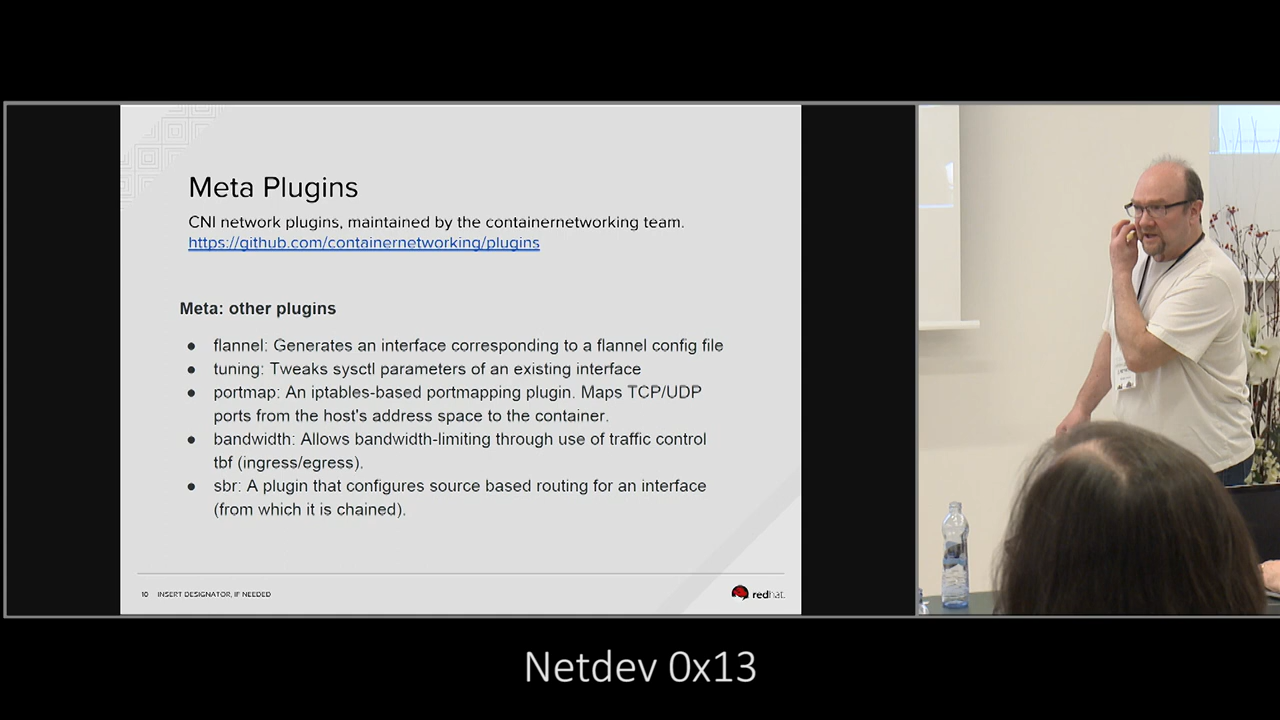 Meta Plugins
CNI network plugins, maintained by the containernetworking team.
https://github.com/containernetworking/plugins
Meta: other plugins
● flannel: Generates an interface corresponding to a flannel config file
● tuning: Tweaks sysctl parameters of an existing interface
● portmap: An iptables-based portmapping plugin. Maps TCP/UDP
ports from the host's address space to the container.
● bandwidth: Allows bandwidth-limiting through use of traffic control
tbf (ingress/egress).
● sbr: A plugin that configures source based routing for an interface
(from which it is chained).
10 INSERT DESIGNATOR, IF NEEDED
redhat.
Netdev 0x13